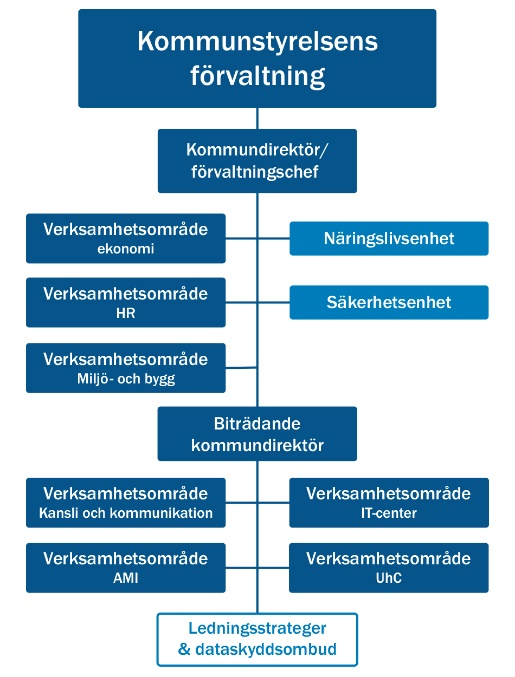 Kommunstyrelsens
förvaltning
Kommundirektör/
förvaltningschef
Verksamhetsområde
ekonomi
Näringslivsenhet
Verksamhetsområde
HR
Säkerhetsenhet
Verksamhetsområde
Miljö- och bygg
Biträdande
kommundirektör
Verksamhetsområde
Kansli och kommunikation
Verksamhetsområde
IT-center
Verksamhetsområde
AMI
Verksamhetsområde
UhC
Ledningsstrateger
& dataskyddsombud